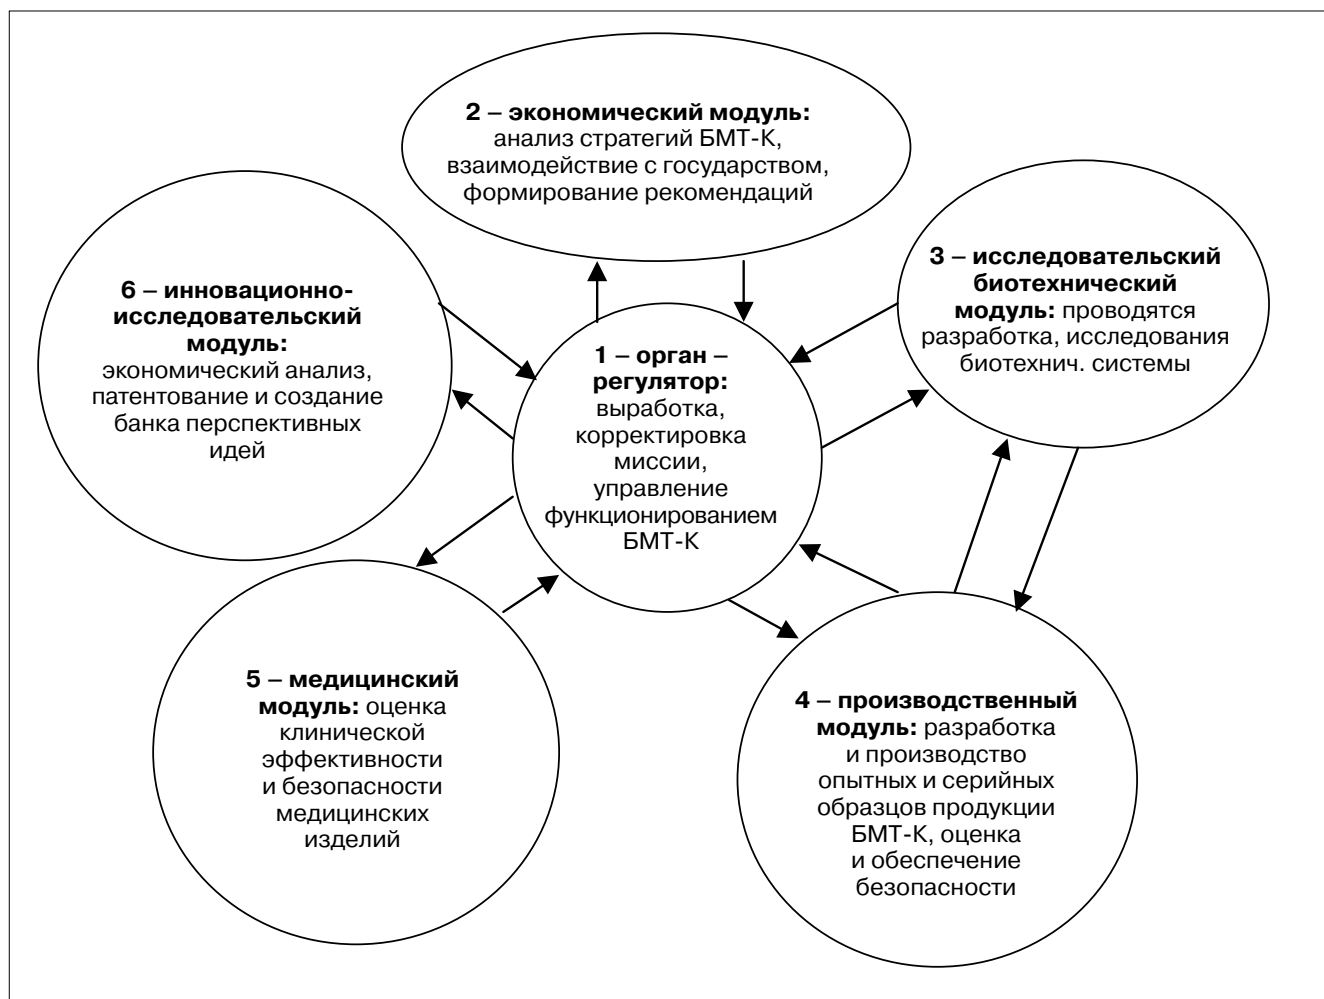 2 – экономический модуль:
анализ стратегий БМТ-К,
взаимодействие с государством,
формирование рекомендаций
3 – исследовательский
биотехнический
модуль: проводятся
разработка, исследования
биотехнич. системы
6 – инновационно-
исследовательский
модуль:
экономический анализ,
патентование и создание
банка перспективных
идей
1 – орган –
регулятор:
выработка,
корректировка
миссии,
управление
функционированием
БМТ-К
5 – медицинский
модуль: оценка
клинической
эффективности
и безопасности
медицинских
изделий
4 – производственный
модуль: разработка
и производство
опытных и серийных
образцов продукции
БМТ-К, оценка
и обеспечение
безопасности